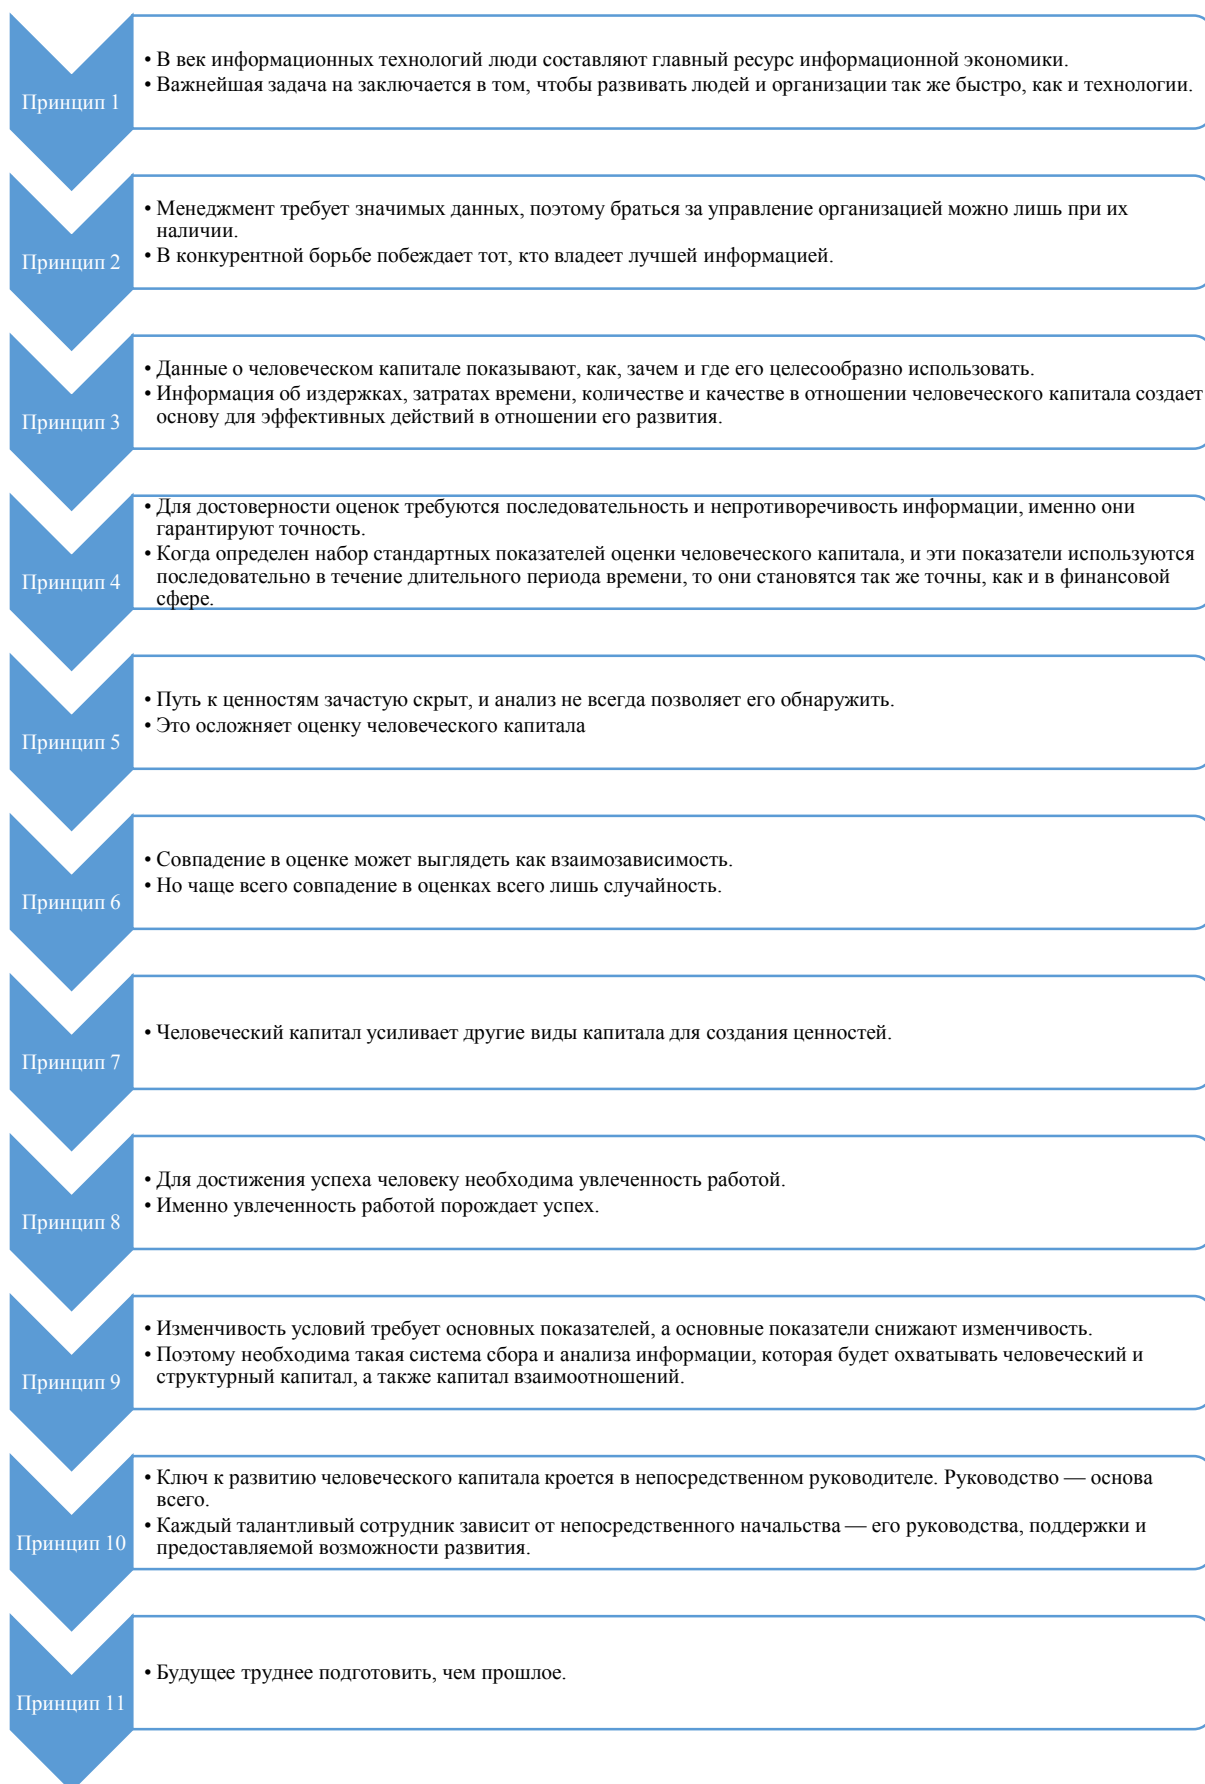 Принцип 1
• В век информационных технологий люди составляют главный ресурс информационной экономики.
• Важнейшая задача на заключается в том, чтобы развивать людей и организации так же быстро, как и технологии.
Принцип 2
• Менеджмент требует значимых данных, поэтому браться за управление организацией можно лишь при их
наличии.
• В конкурентной борьбе побеждает тот, кто владеет лучшей информацией.
Принцип 3
• Данные о человеческом капитале показывают, как, зачем и где его целесообразно использовать.
• Информация об издержках, затратах времени, количестве и качестве в отношении человеческого капитала создает
основу для эффективных действий в отношении его развития.
Принцип 4
• Для достоверности оценок требуются последовательность и непротиворечивость информации, именно они
гарантируют точность.
• Когда определен набор стандартных показателей оценки человеческого капитала, и эти показатели используются
последовательно в течение длительного периода времени, то они становятся так же точны, как и в финансовой
сфере.
Принцип 5
• Путь к ценностям зачастую скрыт, и анализ не всегда позволяет его обнаружить.
• Это осложняет оценку человеческого капитала
Принцип 6
• Совпадение в оценке может выглядеть как взаимозависимость.
• Но чаще всего совпадение в оценках всего лишь случайность.
Принцип 7
• Человеческий капитал усиливает другие виды капитала для создания ценностей.
Принцип 8
• Для достижения успеха человеку необходима увлеченность работой.
• Именно увлеченность работой порождает успех.
Принцип 9
• Изменчивость условий требует основных показателей, а основные показатели снижают изменчивость.
• Поэтому необходима такая система сбора и анализа информации, которая будет охватывать человеческий и
структурный капитал, а также капитал взаимоотношений.
Принцип 10
• Ключ к развитию человеческого капитала кроется в непосредственном руководителе. Руководство — основа
всего.
• Каждый талантливый сотрудник зависит от непосредственного начальства — его руководства, поддержки и
предоставляемой возможности развития.
Принцип 11
• Будущее труднее подготовить, чем прошлое.